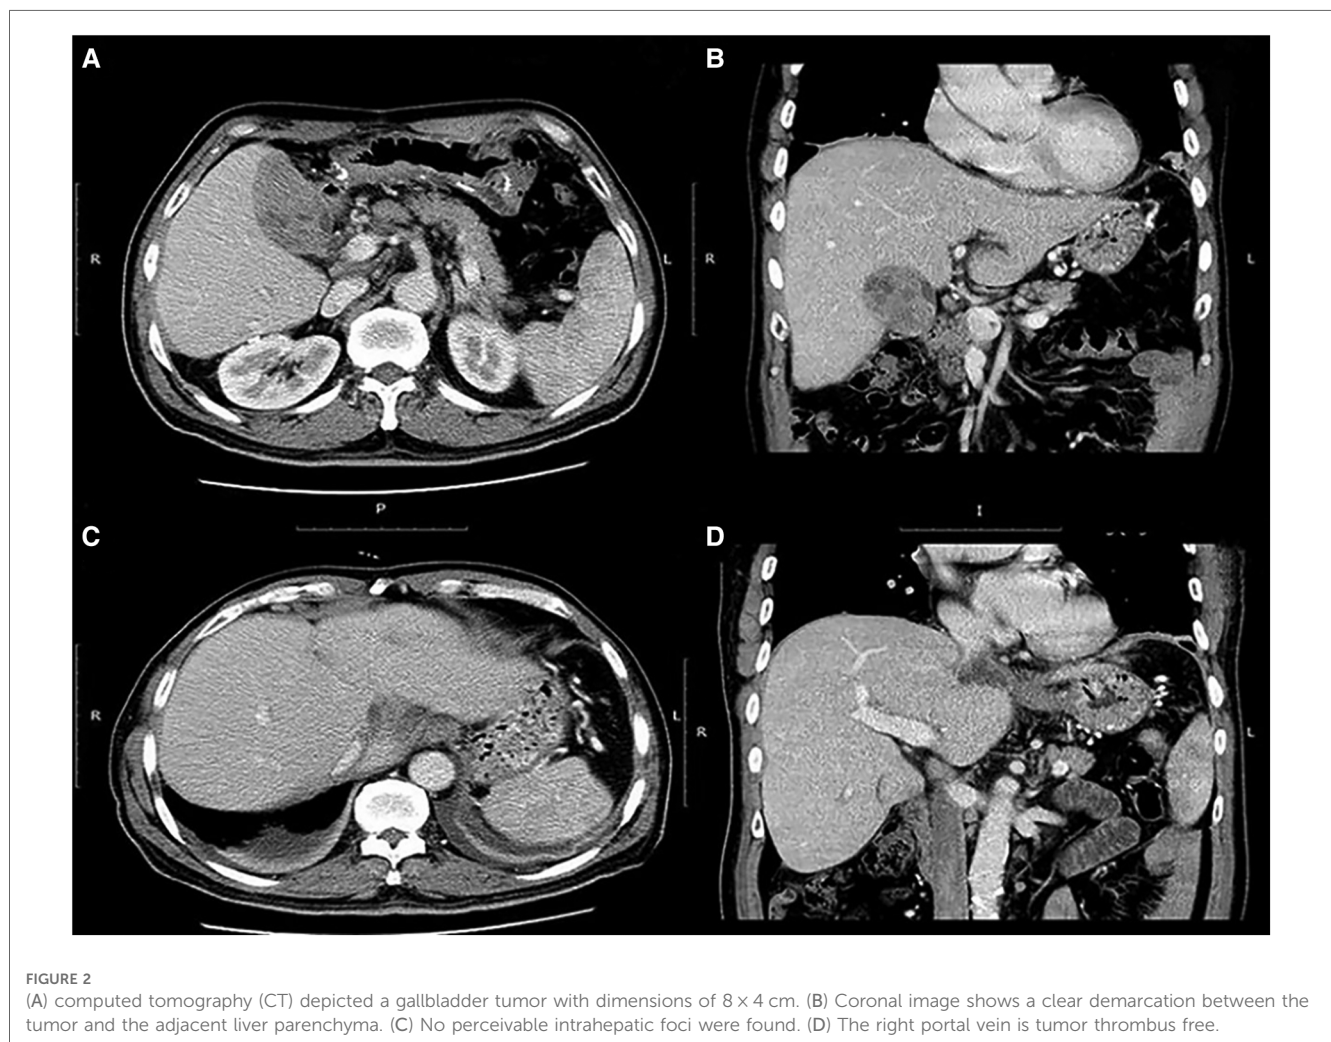 A
B
R
L
R
L
P
I
C
D
R
L
R
L
FIGURE 2
(A) computed tomography (CT) depicted a gallbladder tumor with dimensions of 8 × 4 cm. (B) Coronal image shows a clear demarcation between the
tumor and the adjacent liver parenchyma. (C) No perceivable intrahepatic foci were found. (D) The right portal vein is tumor thrombus free.